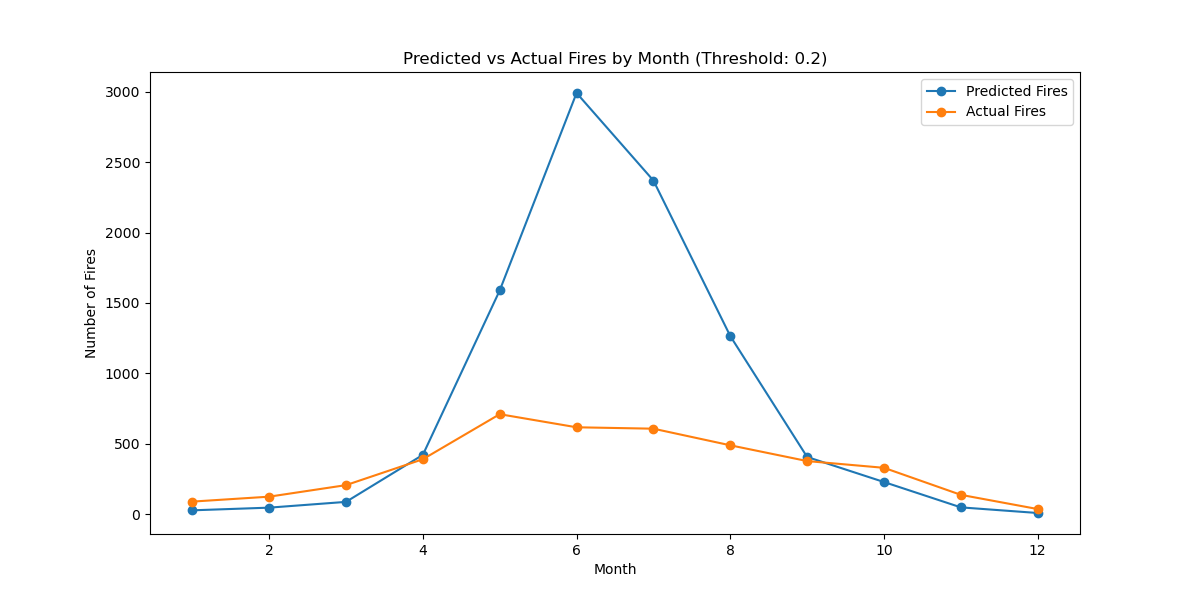 Predicted vs Actual Fires by Month (Threshold: 0.2)
Predicted Fires
Actual Fires
Number of Fires
3000
2500
2000
1500
1000
500
0
2 4 6 8 10 12
Month